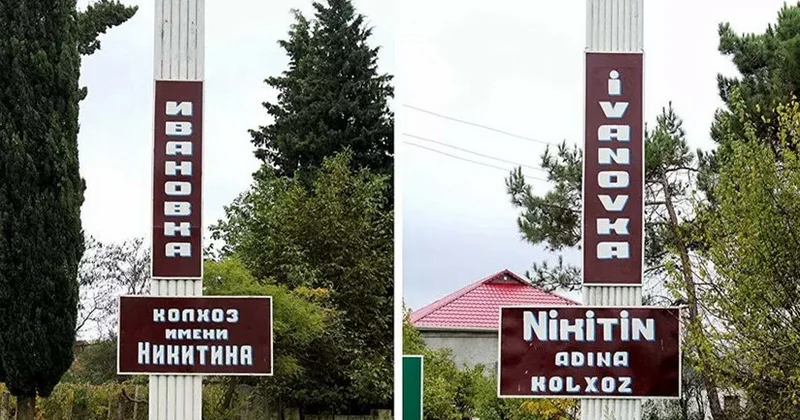 ИВАНОВКА
КОЛХОЗ
ИМЕНИ
НИКИТИНА
İVANOVKA
NİKİTİN
ADINA
KOLXOZ